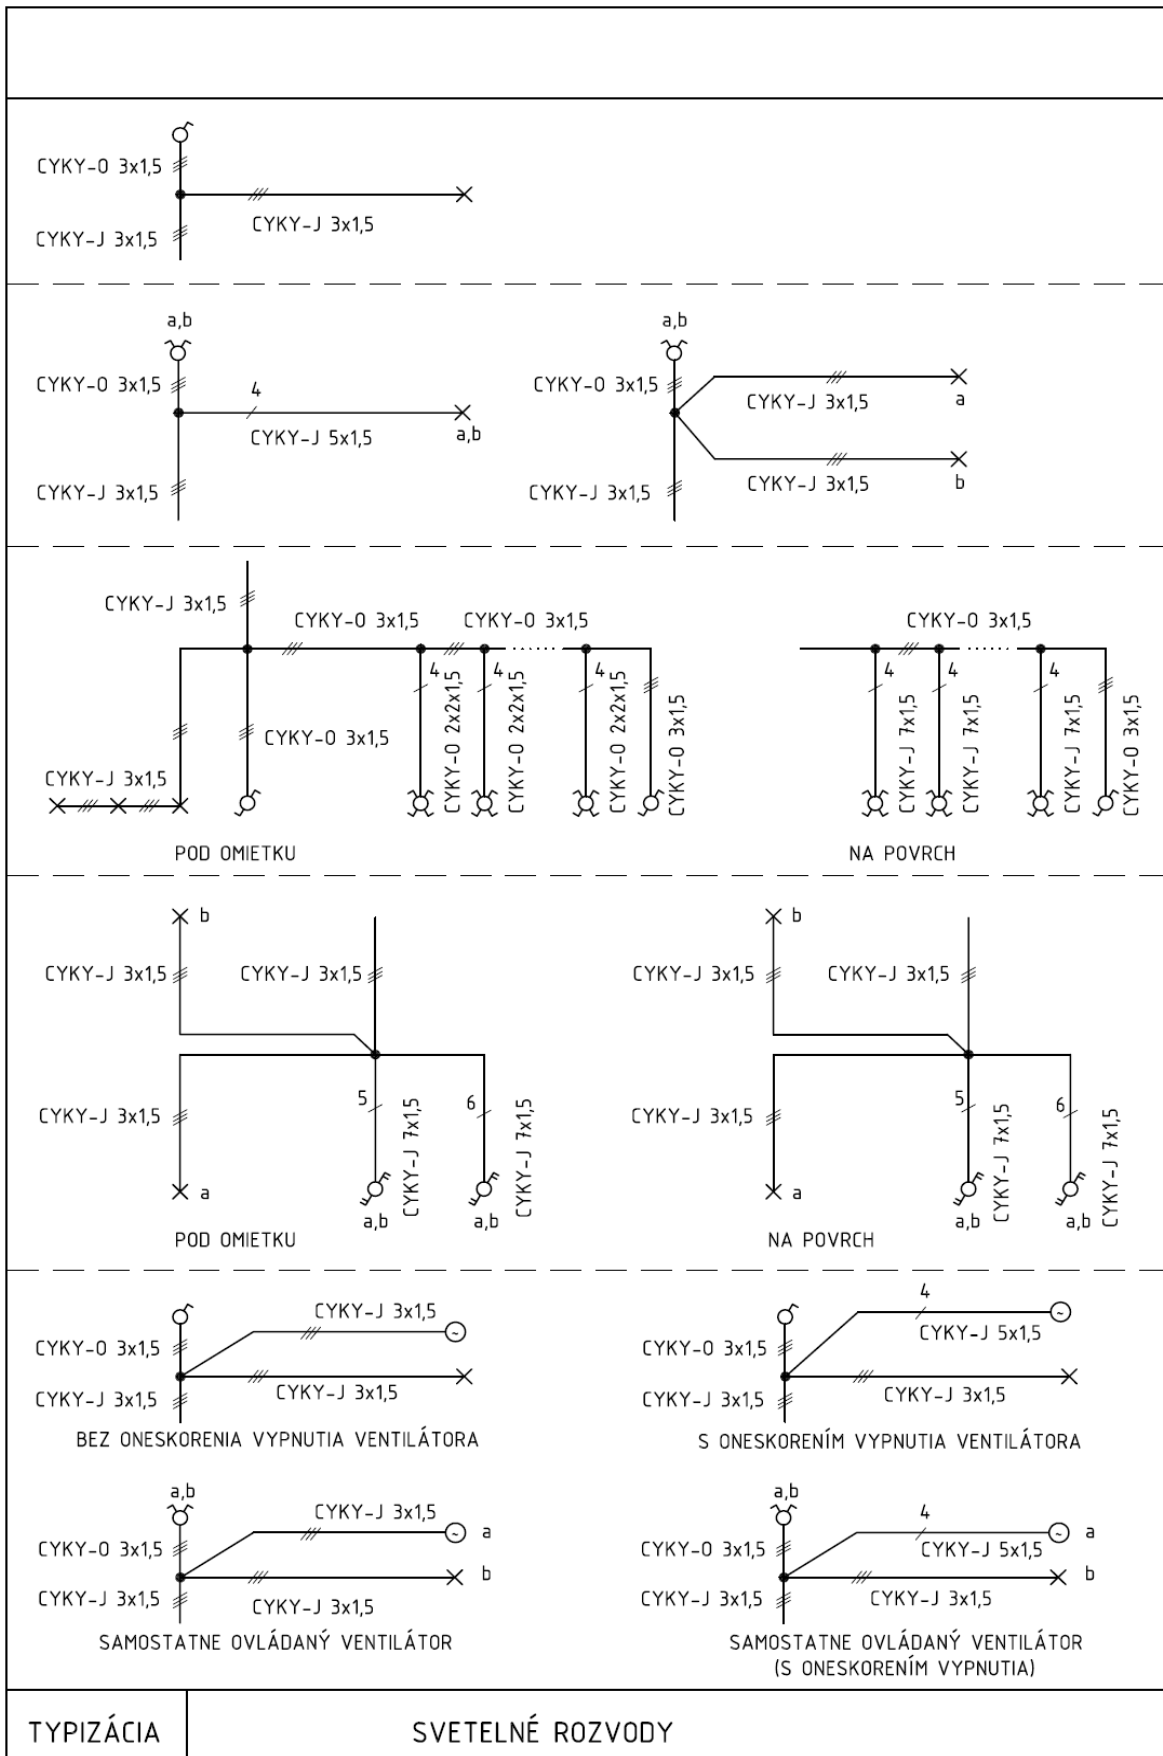 CYKY-O 3x1,5
CYKY-J 3x1,5
CYKY-J 3x1,5
a,b
CYKY-O 3x1,5
4
CYKY-J 5x1,5
a,b
CYKY-J 3x1,5
a,b
CYKY-O 3x1,5
CYKY-J 3x1,5
a
CYKY-J 3x1,5
b
CYKY-J 3x1,5
CYKY-J 3x1,5
CYKY-O 3x1,5
CYKY-O 3x1,5
4
CYKY-O 2x2x1,5
4
CYKY-O 2x2x1,5
4
CYKY-O 2x2x1,5
CYKY-O 3x1,5
CYKY-O 3x1,5
CYKY-J 3x1,5
POD OMIETKU
CYKY-O 3x1,5
4
CYKY-J 7x1,5
4
CYKY-J 7x1,5
4
CYKY-J 7x1,5
CYKY-O 3x1,5
NA POVRCH
b
CYKY-J 3x1,5
CYKY-J 3x1,5
CYKY-J 3x1,5
a
5
CYKY-J 7x1,5
a,b
6
CYKY-J 7x1,5
a,b
POD OMIETKU
b
CYKY-J 3x1,5
CYKY-J 3x1,5
CYKY-J 3x1,5
a
5
CYKY-J 7x1,5
a,b
6
CYKY-J 7x1,5
a,b
NA POVRCH
CYKY-J 3x1,5
~
CYKY-O 3x1,5
CYKY-J 3x1,5
CYKY-J 3x1,5
BEZ ONESKORENIA VYPNUTIA VENTILÁTORA
4
~
CYKY-J 5x1,5
CYKY-O 3x1,5
CYKY-J 3x1,5
CYKY-J 3x1,5
S ONESKORENÍM VYPNUTIA VENTILÁTORA
a,b
CYKY-J 3x1,5
~ a
CYKY-O 3x1,5
b
CYKY-J 3x1,5
CYKY-J 3x1,5
SAMOSTATNE OVLÁDANÝ VENTILÁTOR
a,b
4
~ a
CYKY-J 5x1,5
CYKY-O 3x1,5
b
CYKY-J 3x1,5
CYKY-J 3x1,5
SAMOSTATNE OVLÁDANÝ VENTILÁTOR
(S ONESKORENÍM VYPNUTIA)
TYPIZÁCIA
SVETELNÉ ROZVODY